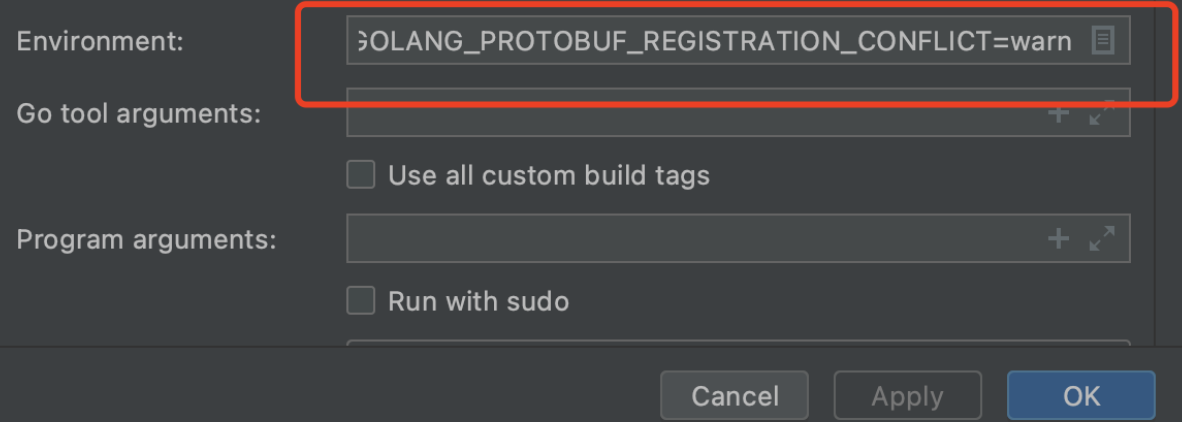 Environment:
GOLANG_PROTOBUF_REGISTRATION_CONFLICT=warn
Go tool arguments:
Use all custom build tags
Program arguments:
Run with sudo
Cancel
Apply
OK